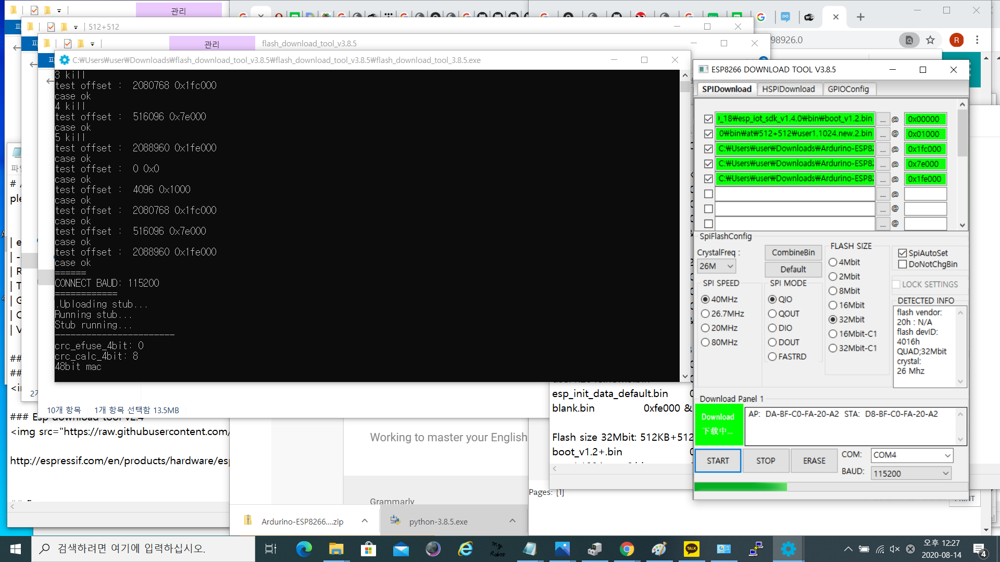 관리
512+512
관리
flash_download_tool_v3.8.5
C:₩Users₩user₩Downloads₩flash_download_tool_v3.8.5₩flash_download_tool_v3.8.5₩flash_download_tool_3.8.5.exe
3 kill
test offset :  2080768 0x1fc000
case ok
4 kill
test offset :  516096 0x7e000
case ok
5 kill
test offset :  2088960 0x1fe000
case ok
test offset :  0 0x0
case ok
test offset :  4096 0x1000
case ok
test offset :  2080768 0x1fc000
case ok
test offset :  516096 0x7e000
case ok
test offset :  2088960 0x1fe000
case ok
======
CONNECT BAUD: 115200
============
.Uploading stub...
Running stub...
Stub running...
-----------------------
crc_efuse_4bit: 0
crc_calc_4bit: 8
48bit mac
10개 항목
1개 항목 선택함 13.5MB
### Esp download tool v2.4
<img src="https://raw.githubusercontent.com/
http://espressif.com/en/products/hardware/esp
Working to master your English
Grammarly
98926.0
R
esp_init_data_default.bin
blank.bin 0xfe000 &
Flash size 32Mbit: 512KB+512
boot_v1.2+.bin
Pages: [1]
PRINT
ESP8266 DOWNLOAD TOOL V3.8.5
SPIDownload
HSPIDownload
GPIOConfig
_18₩esp_iot_sdk_v1.4.0₩bin₩boot_v1.2.bin ... @ 0x00000
0₩bin₩at₩512+512₩user1.1024.new.2.bin ... @ 0x01000
C:₩Users₩user₩Downloads₩Ardurino-ESP8 ... @ 0x1fc000
C:₩Users₩user₩Downloads₩Ardurino-ESP8 ... @ 0x7e000
C:₩Users₩user₩Downloads₩Ardurino-ESP8 ... @ 0x1fe000
... @
... @
... @
SpiFlashConfig
CrystalFreq :
26M
CombineBin
Default
SPI SPEED
40MHz
26.7MHz
20MHz
80MHz
SPI MODE
QIO
QOUT
DIO
DOUT
FASTRD
FLASH SIZE
4Mbit
2Mbit
8Mbit
16Mbit
32Mbit
16Mbit-C1
32Mbit-C1
SpiAutoSet
DoNotChgBin
LOCK SETTINGS
DETECTED INFO
flash vendor:
20h : N/A
flash devID:
4016h
QUAD;32Mbit
crystal:
26 Mhz
Download Panel 1
Download
下载中...
AP:  DA-BF-C0-FA-20-A2  STA:  D8-BF-C0-FA-20-A2
START
STOP
ERASE
COM:
COM4
BAUD:
115200
Ardurino-ESP8266....zip
python-3.8.5.exe
검색하려면 여기에 입력하십시오.
My Robot
TALK
오후 12:27
2020-08-14
4